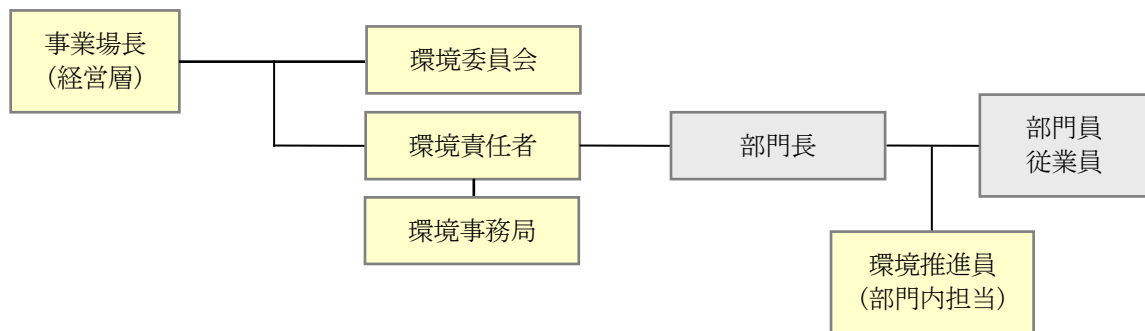 事業場長
(経営層)
環境委員会
環境責任者
環境事務局
部門長
部門員
従業員
環境推進員
(部門内担当)